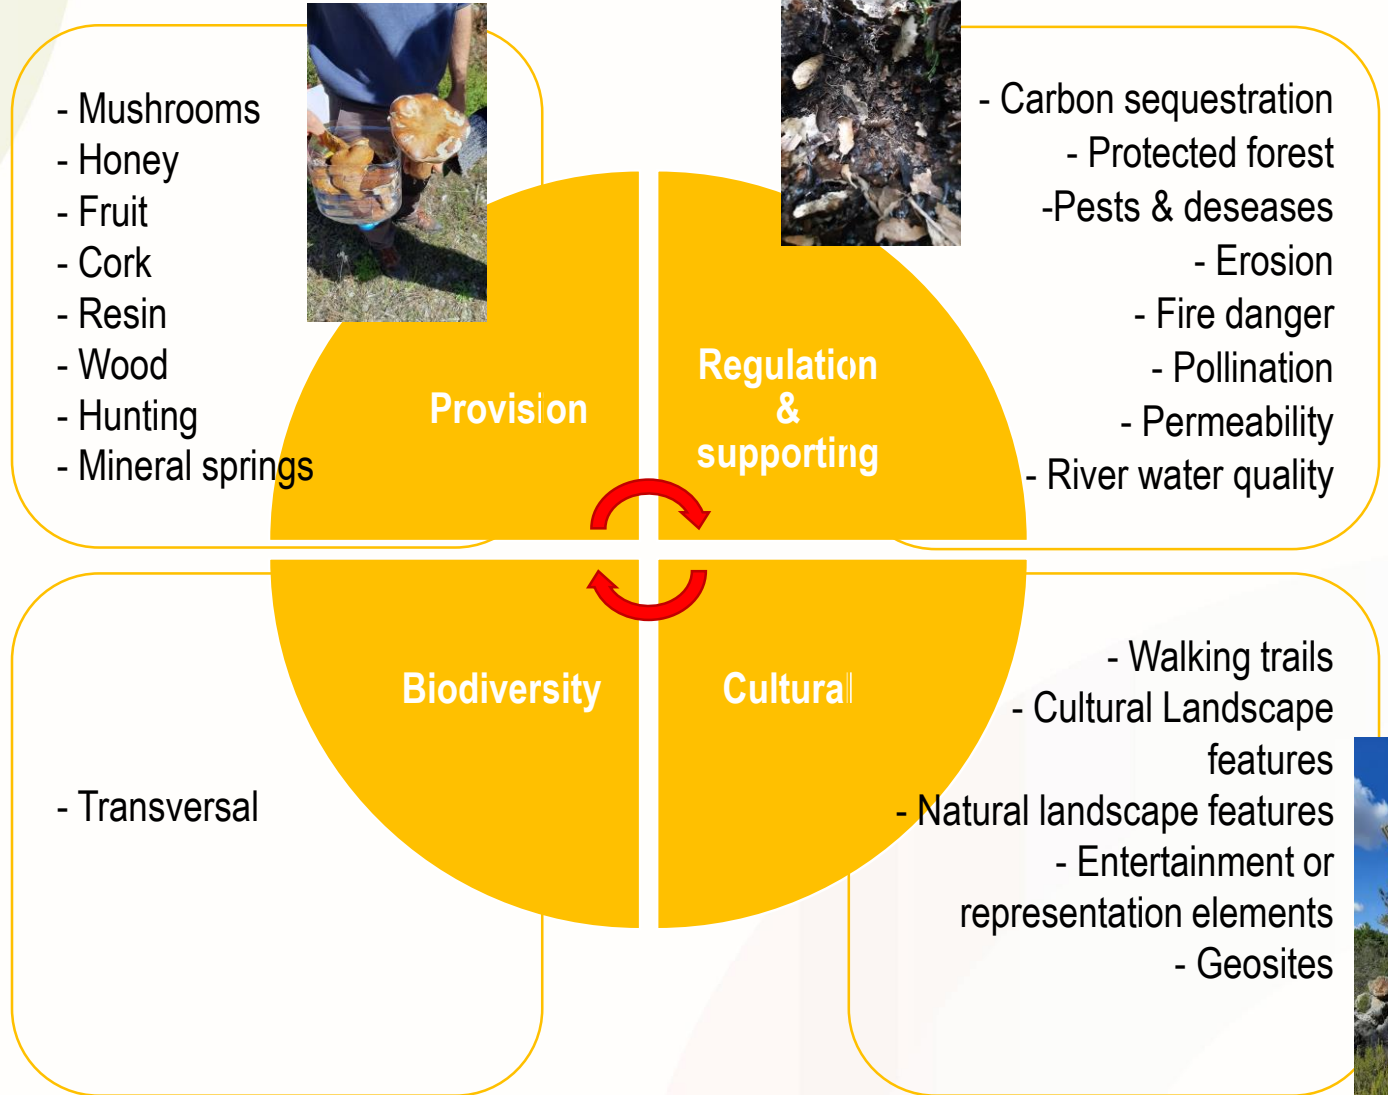 - Mushrooms
- Honey
- Fruit
- Cork
- Resin
- Wood
- Hunting
- Mineral springs
Provision
- Carbon sequestration
- Protected forest
-Pests & deseases
- Erosion
- Fire danger
- Pollination
- Permeability
- River water quality
Regulation
&
supporting
Biodiversity
- Transversal
Cultural
- Walking trails
- Cultural Landscape
features
- Natural landscape features
- Entertainment or
representation elements
- Geosites